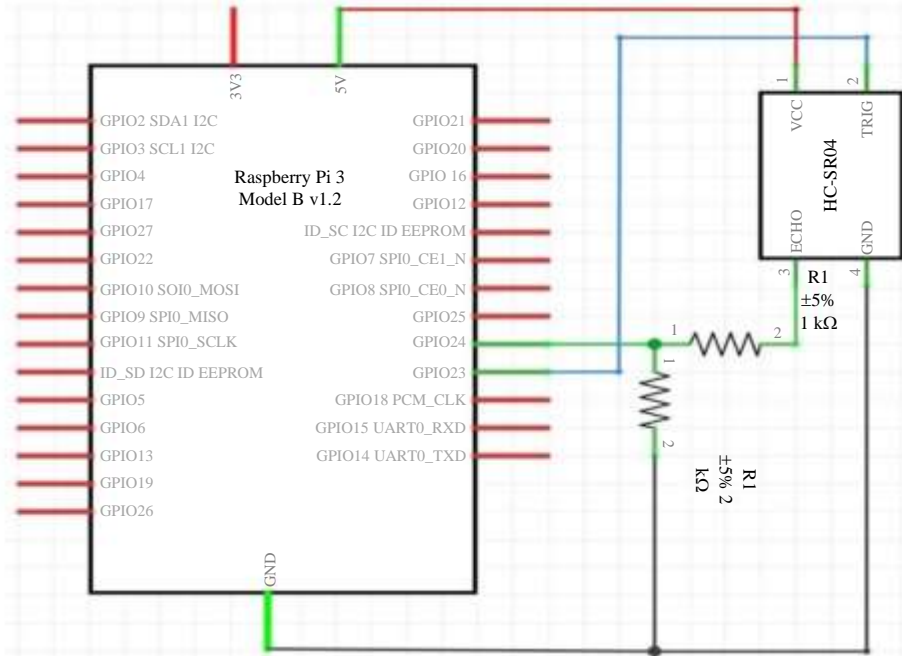 3V3
5V
GPIO2 SDA1 I2C
GPIO3 SCL1 I2C
GPIO4
GPIO17
GPIO27
GPIO22
GPIO10 SOI0_MOSI
GPIO9 SPI0_MISO
GPIO11 SPI0_SCLK
ID_SD I2C ID EEPROM
GPIO5
GPIO6
GPIO13
GPIO19
GPIO26
Raspberry Pi 3
Model B v1.2
GPIO21
GPIO20
GPIO 16
GPIO12
ID_SC I2C ID EEPROM
GPIO7 SPI0_CE1_N
GPIO8 SPI0_CE0_N
GPIO25
GPIO24
GPIO23
GPIO18 PCM_CLK
GPIO15 UART0_RXD
GPIO14 UART0_TXD
GND
1
2
VCC
TRIG
HC-SR04
ECHO
GND
3
4
R1
±5%
1 kΩ
1
2
1
2
R1
±5% 2
kΩ